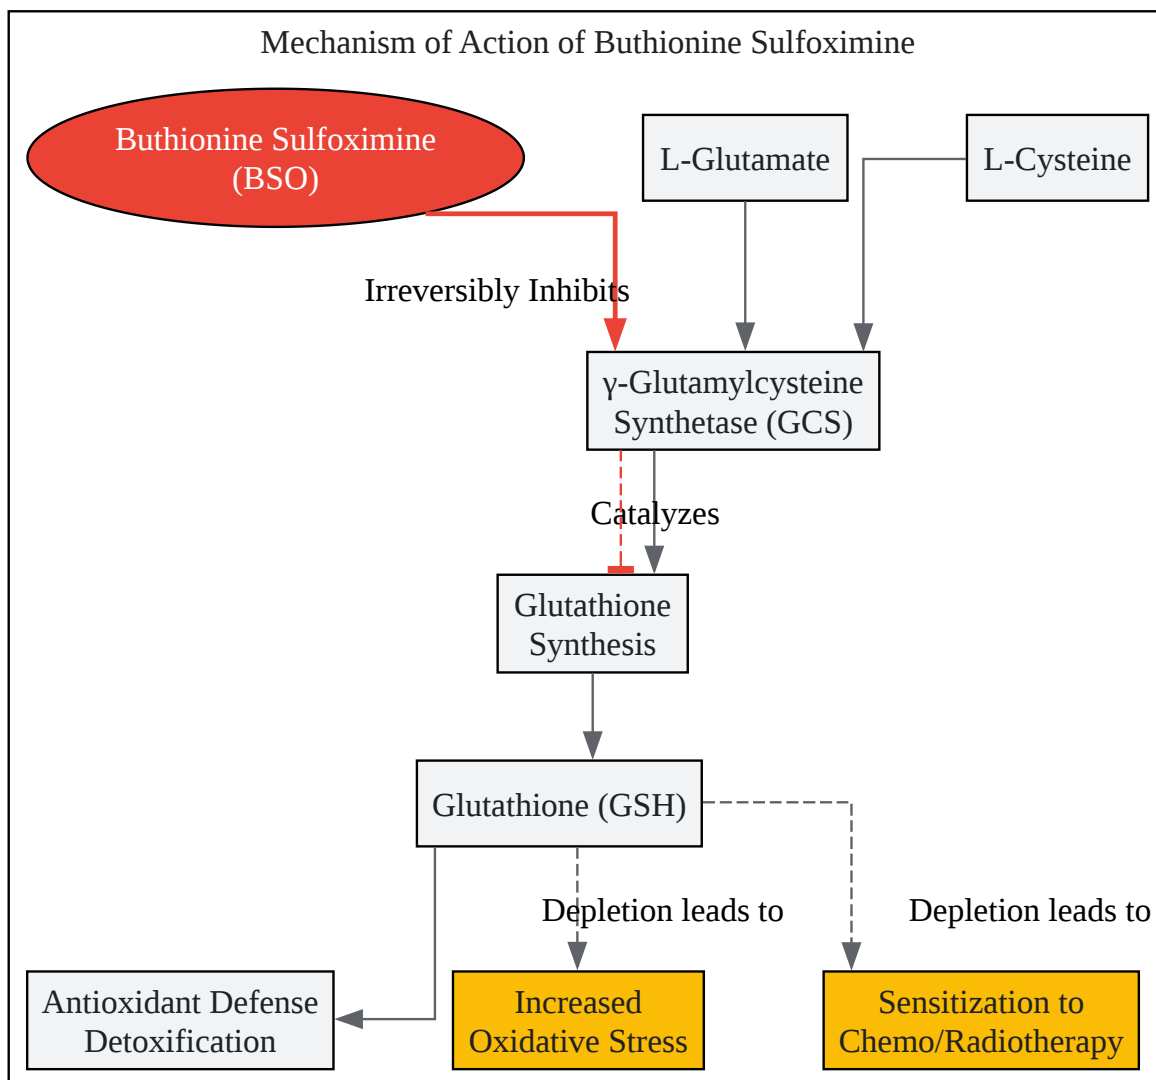 Mechanism of Action of Buthionine Sulfoximine
Buthionine Sulfoximine
(BSO)
L-Glutamate
L-Cysteine
Irreversibly Inhibits
γ-Glutamylcysteine
Synthetase (GCS)
Catalyzes
Glutathione
Synthesis
Glutathione (GSH)
Depletion leads to
Depletion leads to
Antioxidant Defense
Detoxification
Increased
Oxidative Stress
Sensitization to
Chemo/Radiotherapy